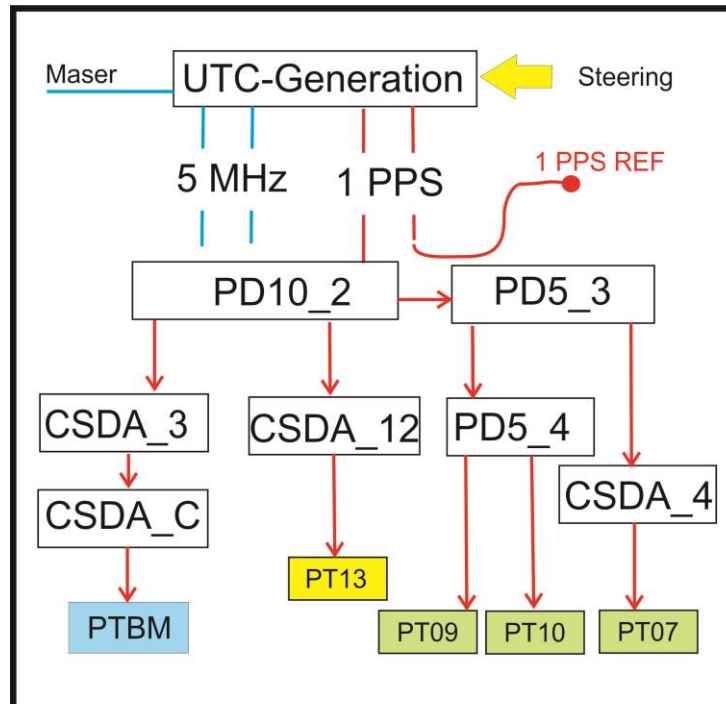 Maser
UTC-Generation
Steering
5 MHz
1 PPS
1 PPS REF
PD10_2
PD5_3
CSDA_3
CSDA_12
PD5_4
CSDA_C
CSDA_4
PT13
PTBM
PT09
PT10
PT07